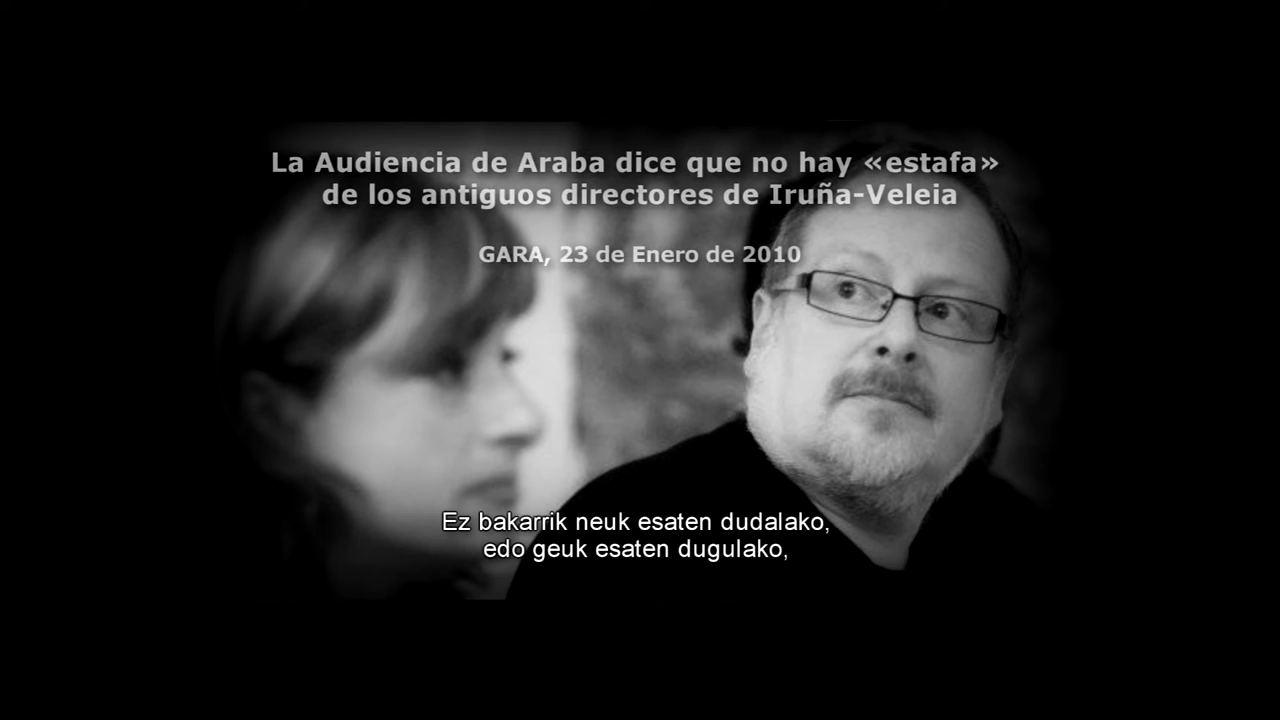 La Audiencia de Araba dice que no hay «estafa»
de los antiguos directores de Iruña-Veleia
GARA, 23 de Enero de 2010
Ez bakarrik neuk esaten dudalako,
edo geuk esaten dugulako,